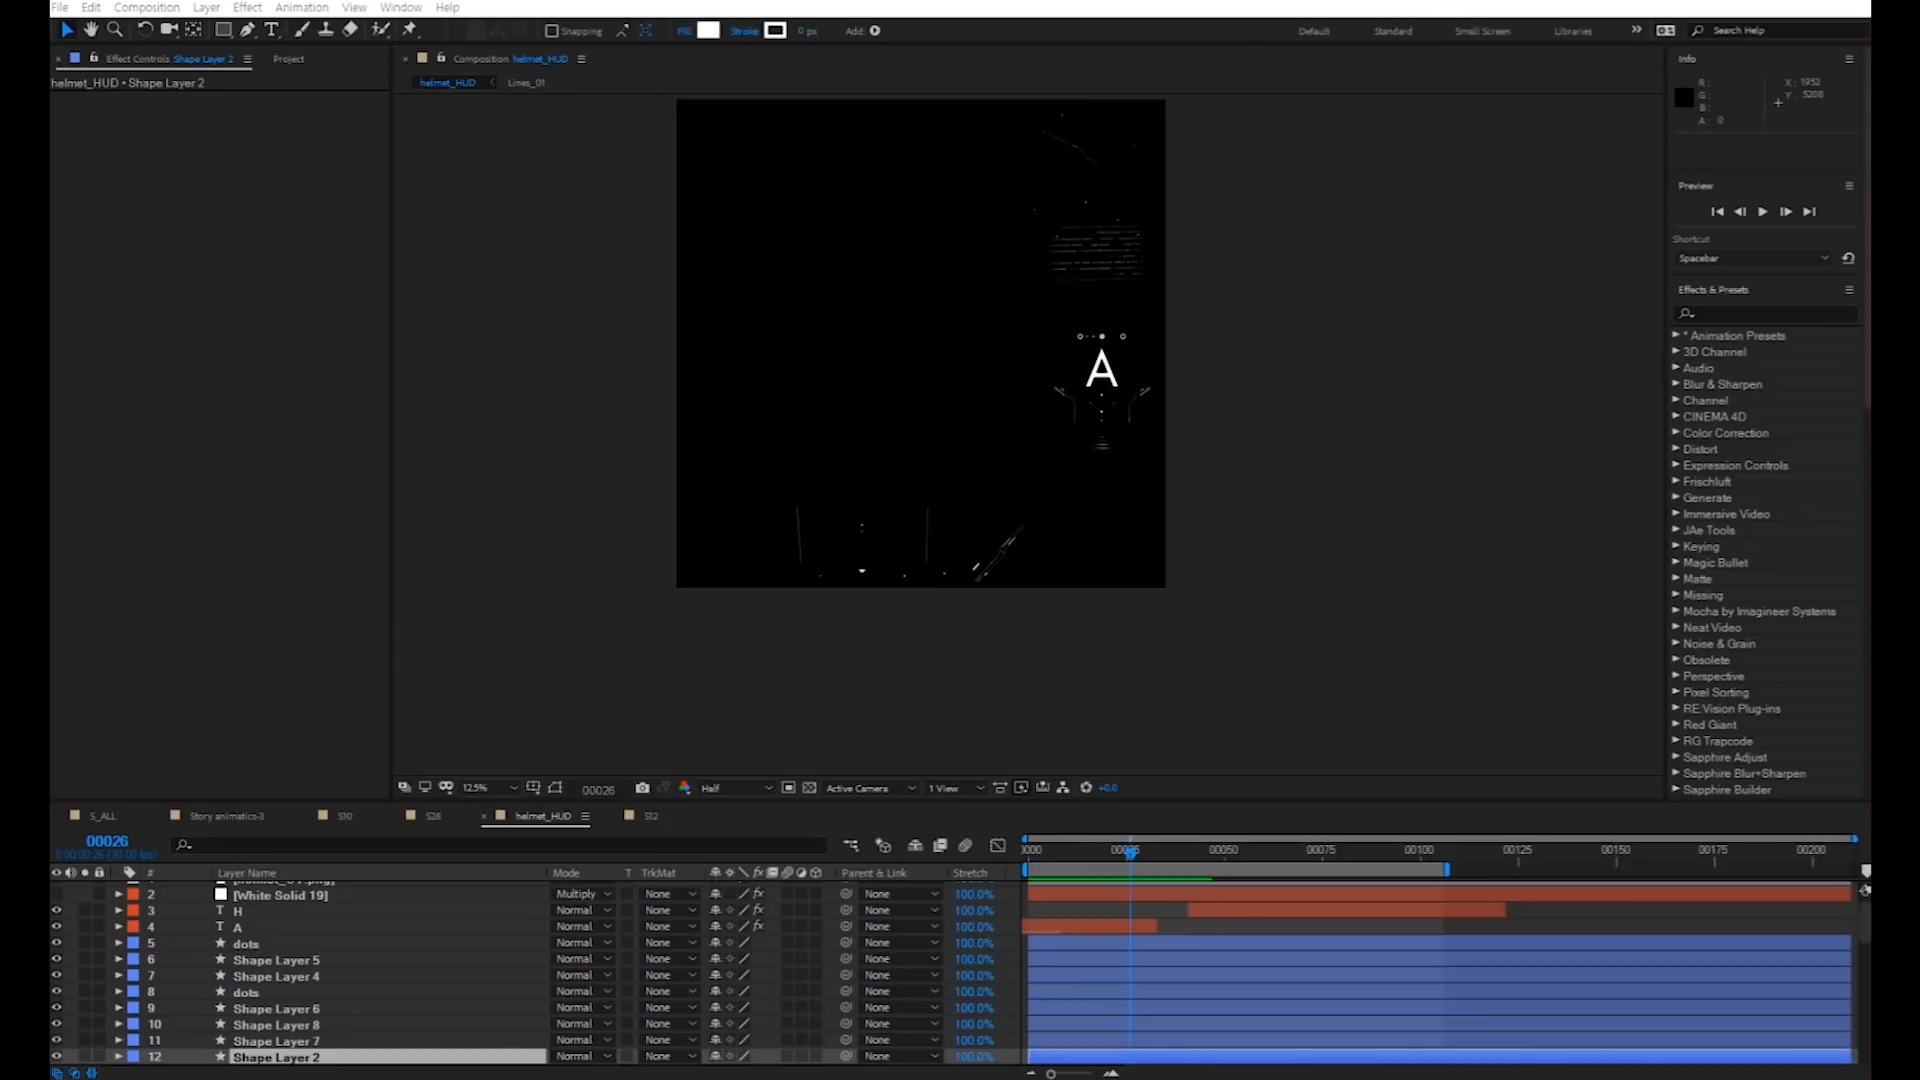 File Edit Composition Layer Effect Animation View Window Help
Snapping Fill Stroke 0 px Add: Default Standard Small Screen Libraries Search Help
Effect Controls Shape Layer 2 Project
helmet_HUD • Shape Layer 2
Composition helmet_HUD
helmet_HUD Lines_01
A
Info
R: X: 1952
G: Y: 5208
B:
A: 0
Preview
Shortcut
Spacebar
Effects & Presets
* Animation Presets
3D Channel
Audio
Blur & Sharpen
Channel
CINEMA 4D
Color Correction
Distort
Expression Controls
Frischluft
Generate
Immersive Video
JAe Tools
Keying
Magic Bullet
Matte
Missing
Mocha by Imagineer Systems
Neat Video
Noise & Grain
Obsolete
Perspective
Pixel Sorting
RE:Vision Plug-ins
Red Giant
RG Trapcode
Sapphire Adjust
Sapphire Blur+Sharpen
Sapphire Builder
12.5% 00026 Half Active Camera 1 View +0.0
S_ALL Story animatics-3 S10 S28 helmet_HUD S12
00026
0:00:00:26 (30.00 fps)
0000 00025 00050 00075 00100 00125 00150 00175 00200
# Layer Name Mode T TrkMat Parent & Link Stretch
2 [White Solid 19] Multiply None None 100.0%
3 T H Normal None None 100.0%
4 T A Normal None None 100.0%
5 dots Normal None None 100.0%
6 Shape Layer 5 Normal None None 100.0%
7 Shape Layer 4 Normal None None 100.0%
8 dots Normal None None 100.0%
9 Shape Layer 6 Normal None None 100.0%
10 Shape Layer 8 Normal None None 100.0%
11 Shape Layer 7 Normal None None 100.0%
12 Shape Layer 2 Normal None None 100.0%